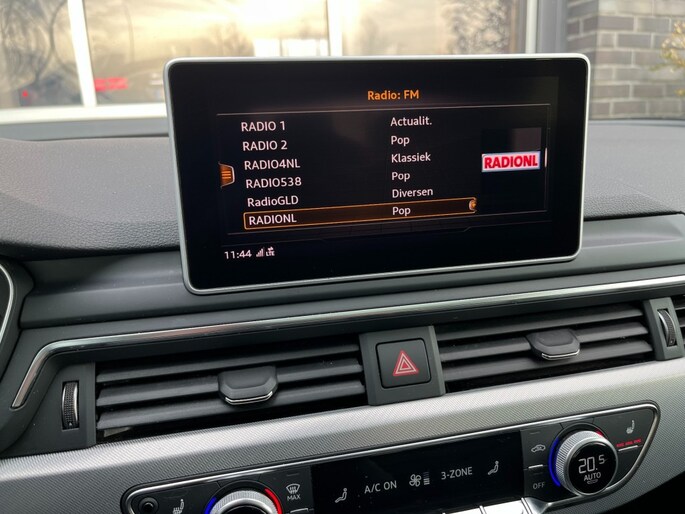 Radio: FM
RADIO 1 Actualit.
RADIO 2 Pop
RADIO4NL Klassiek
RADIO538 Pop
RadioGLD Diversen
RADIONL Pop
RADIONL
11:44 LTE
MAX
A/C ON
3-ZONE
OFF
20.5
AUTO